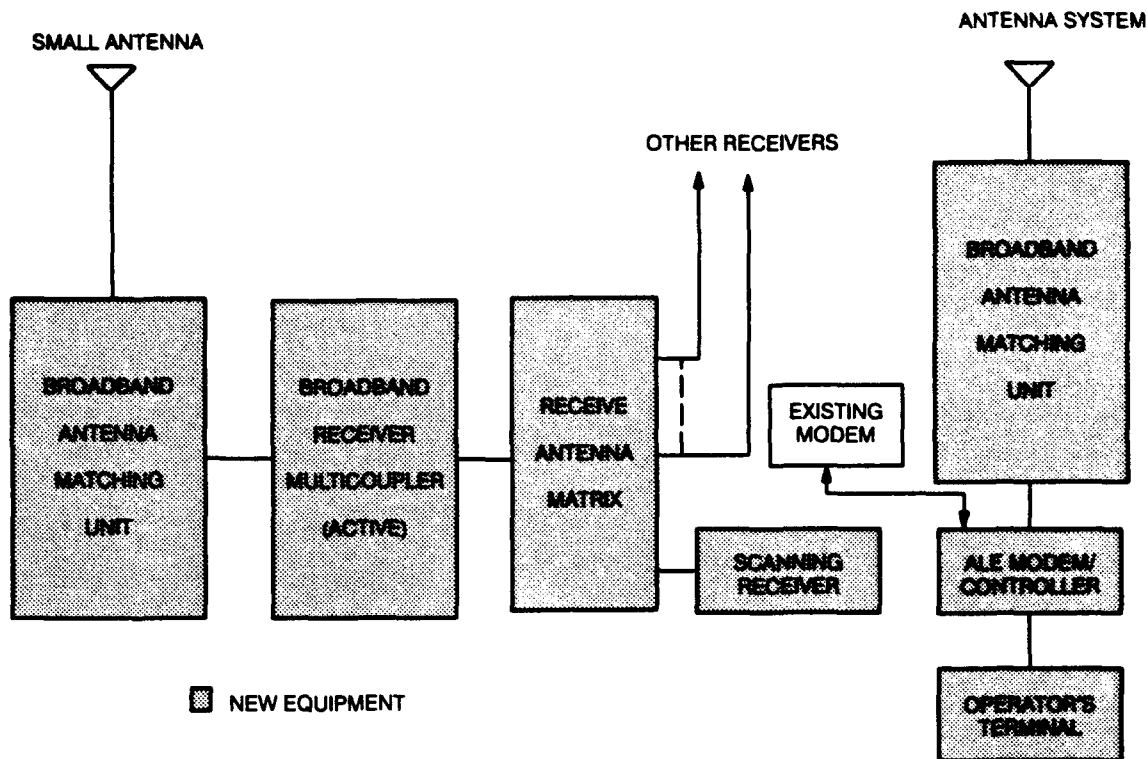 SMALL ANTENNA
ANTENNA SYSTEM
OTHER RECEIVERS
BROADBAND
ANTENNA
MATCHING
UNIT
BROADBAND
RECEIVER
MULTICOUPLER
(ACTIVE)
RECEIVE
ANTENNA
MATRIX
SCANNING
RECEIVER
EXISTING
MODEM
BROADBAND
ANTENNA
MATCHING
UNIT
ALE MODEM/
CONTROLLER
OPERATOR'S
TERMINAL
NEW EQUIPMENT